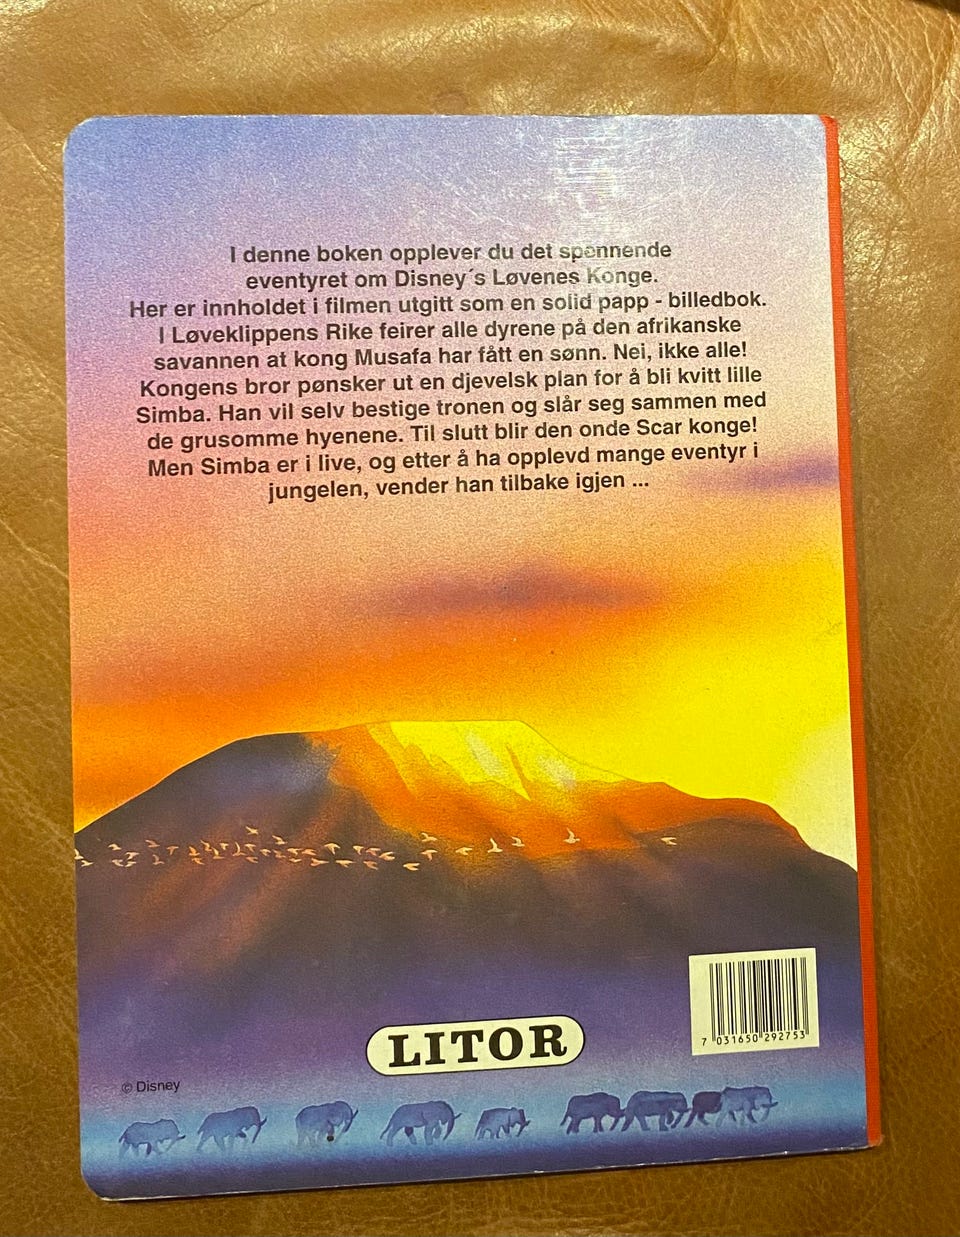 I denne boken opplever du det spennende
eventyret om Disney´s Løvenes Konge.
Her er innholdet i filmen utgitt som en solid papp - billedbok.
I Løveklippens Rike feirer alle dyrene på den afrikanske
savannen at kong Musafa har fått en sønn. Nei, ikke alle!
Kongens bror pønsker ut en djevelsk plan for å bli kvitt lille
Simba. Han vil selv bestige tronen og slår seg sammen med
de grusomme hyenene. Til slutt blir den onde Scar konge!
Men Simba er i live, og etter å ha opplevd mange eventyr i
jungelen, vender han tilbake igjen ...
LITOR
7 031650 292753
© Disney